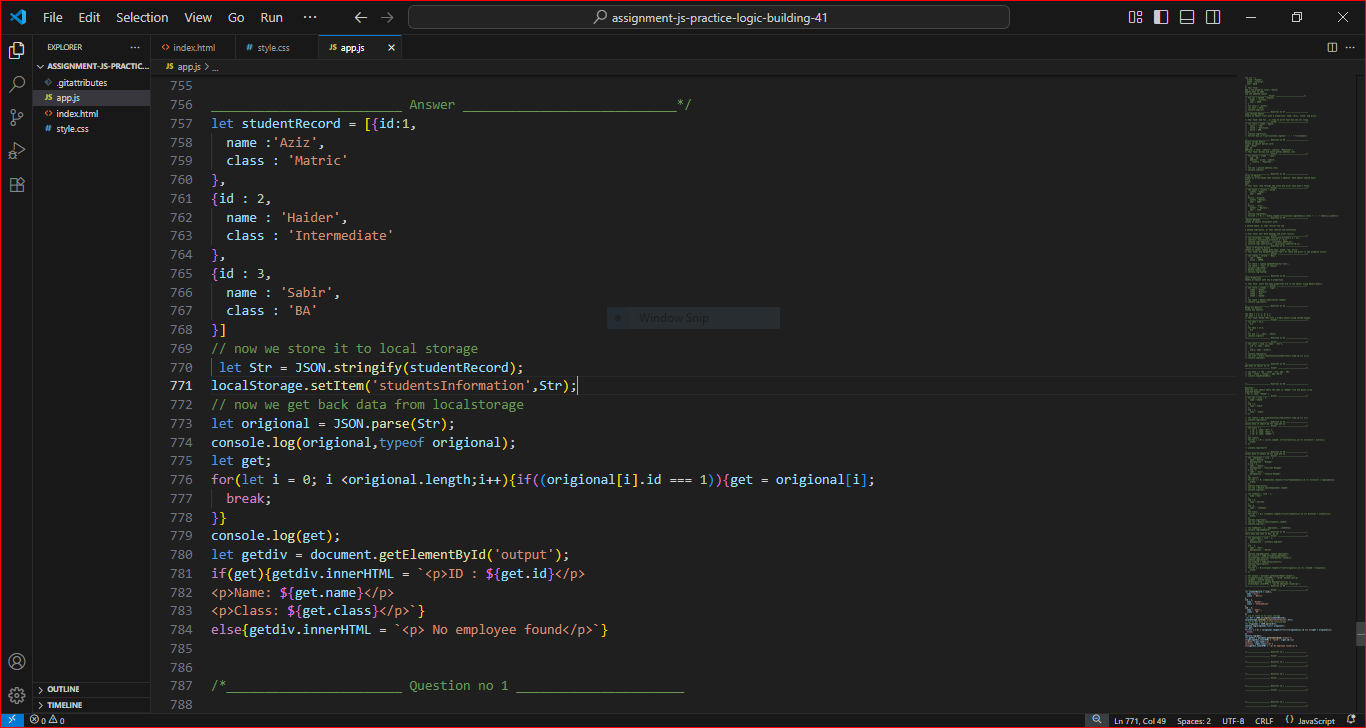 File Edit Selection View Go Run ··· assignment-js-practice-logic-building-41
EXPLORER ···
ASSIGNMENT-JS-PRACTIC...
.gitattributes
JS app.js
<> index.html
# style.css
OUTLINE
TIMELINE
<> index.html # style.css JS app.js
JS app.js > ...
755
756 _________________________ Answer ____________________________*/
757 let studentRecord = [{id:1,
758 name :'Aziz',
759 class : 'Matric'
760 },
761 {id : 2,
762 name : 'Haider',
763 class : 'Intermediate'
764 },
765 {id : 3,
766 name : 'Sabir',
767 class : 'BA'
768 }]
769 // now we store it to local storage
770 let Str = JSON.stringify(studentRecord);
771 localStorage.setItem('studentsInformation',Str);
772 // now we get back data from localstorage
773 let origional = JSON.parse(Str);
774 console.log(origional,typeof origional);
775 let get;
776 for(let i = 0; i <origional.length;i++){if((origional[i].id === 1)){get = origional[i];
777 break;
778 }}
779 console.log(get);
780 let getdiv = document.getElementById('output');
781 if(get){getdiv.innerHTML = `<p>ID : ${get.id}</p>
782 <p>Name: ${get.name}</p>
783 <p>Class: ${get.class}</p>`}
784 else{getdiv.innerHTML = `<p> No employee found</p>`}
785
786
787 /*_______________________ Question no 1 ______________________
788
Window Snip
0 0 Ln 771, Col 49 Spaces: 2 UTF-8 CRLF {} JavaScript